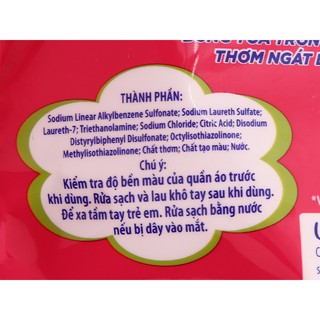 THƠM NGÁT
THÀNH PHẦN:
Sodium Linear Alkylbenzene Sulfonate; Sodium Laureth Sulfate;
Laureth-7; Triethanolamine; Sodium Chloride; Citric Acid; Disodium
Distyrylbiphenyl Disulfonate; Octylisothiazolinone;
Methylisothiazolinone; Chất thơm; Chất tạo màu; Nước.
Chú ý:
Kiểm tra độ bền màu của quần áo trước
khi dùng. Rửa sạch và lau khô tay sau khi dùng.
Để xa tầm tay trẻ em. Rửa sạch bằng nước
nếu bị dây vào mắt.